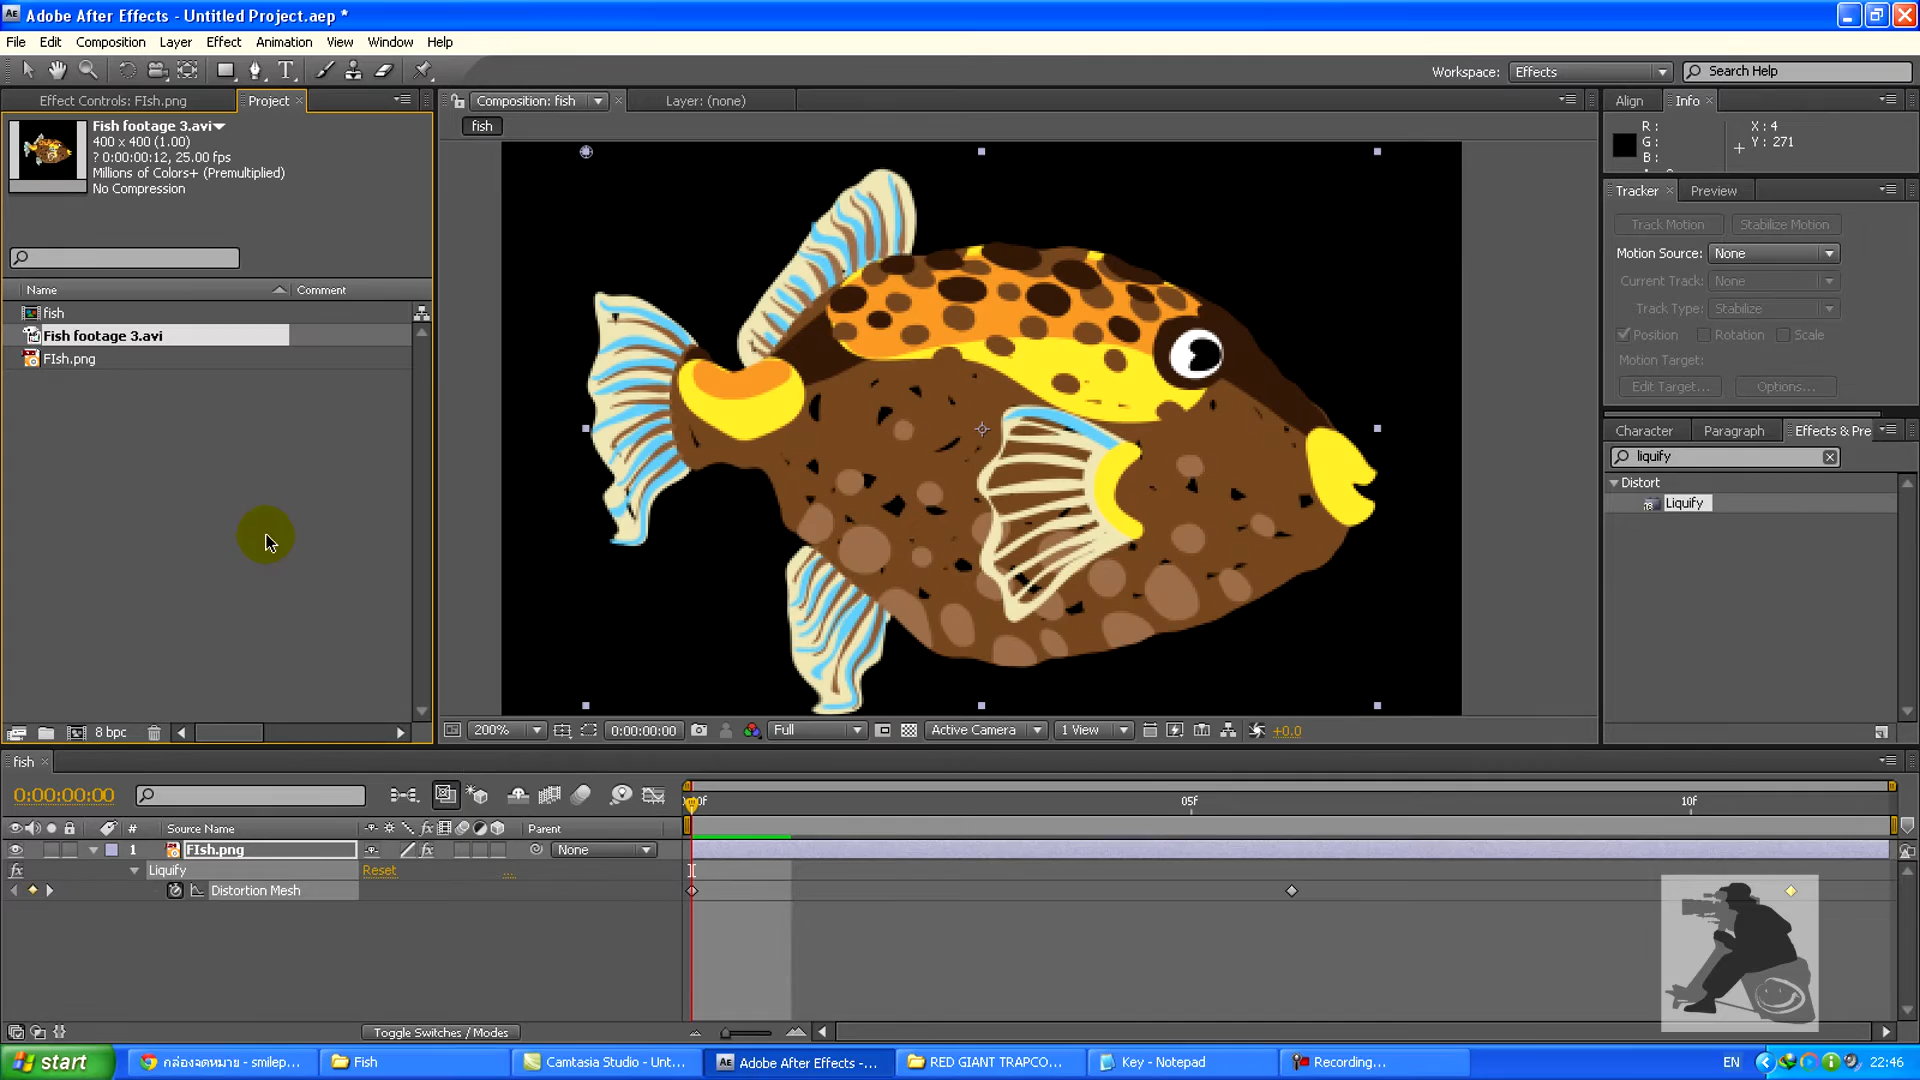 Adobe After Effects - Untitled Project.aep *
File Edit Composition Layer Effect Animation View Window Help
Workspace: Effects Search Help
Effect Controls: FIsh.png Project Composition: fish Layer: (none) Align Info
fish
Fish footage 3.avi
400 x 400 (1.00)
? 0:00:00:12, 25.00 fps
Millions of Colors+ (Premultiplied)
No Compression
R : X : 4
G : Y : 271
B :
Tracker Preview
Track Motion Stabilize Motion
Motion Source: None
Current Track: None
Track Type: Stabilize
Position Rotation Scale
Motion Target:
Edit Target... Options...
Name Comment
fish
Fish footage 3.avi
FIsh.png
Character Paragraph Effects & Pre
liquify
Distort
Liquify
8 bpc
200% 0:00:00:00 Full Active Camera 1 View +0.0
fish
0:00:00:00
05f 10f
# Source Name Parent
1 FIsh.png None
Liquify Reset ...
Distortion Mesh
Toggle Switches / Modes
start กล่องจดหมาย - smilep... Fish Camtasia Studio - Unt... Adobe After Effects -... RED GIANT TRAPCO... Key - Notepad Recording... EN 22:46